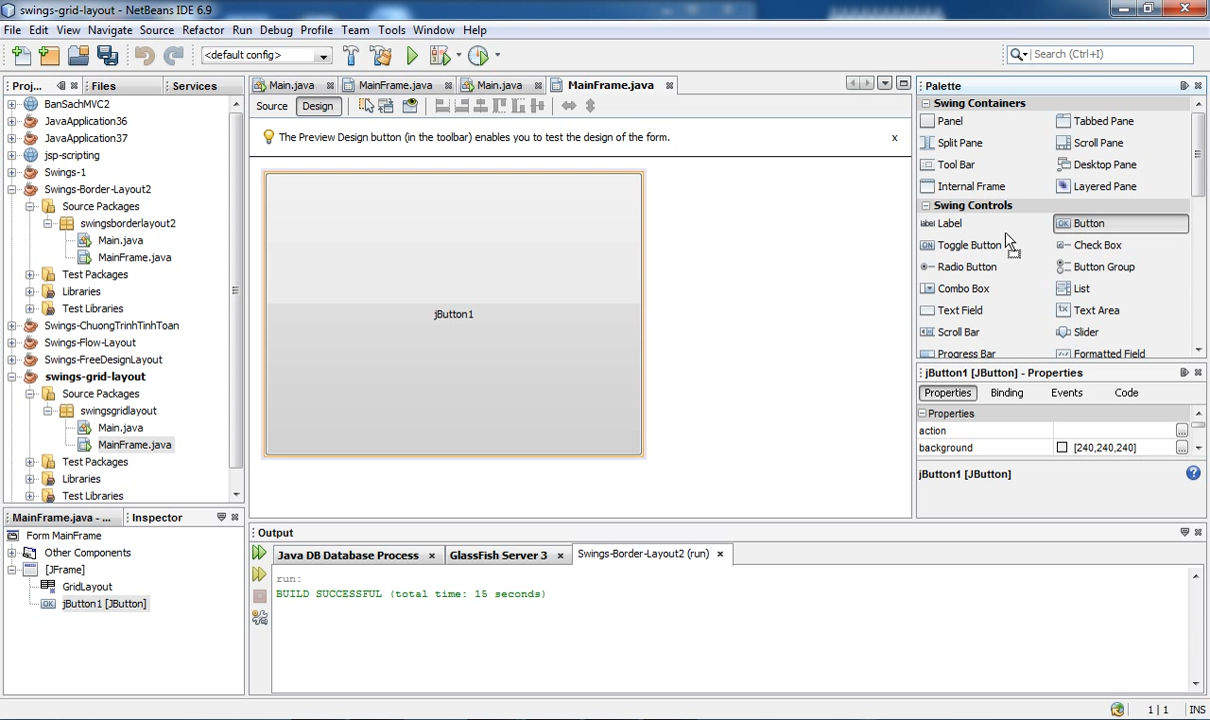 swings-grid-layout - NetBeans IDE 6.9
File Edit View Navigate Source Refactor Run Debug Profile Team Tools Window Help
<default config>
Search (Ctrl+I)
Proj... Files Services
BanSachMVC2
JavaApplication36
JavaApplication37
jsp-scripting
Swings-1
Swings-Border-Layout2
Source Packages
swingsborderlayout2
Main.java
MainFrame.java
Test Packages
Libraries
Test Libraries
Swings-ChuongTrinhTinhToan
Swings-Flow-Layout
Swings-FreeDesignLayout
swings-grid-layout
Source Packages
swingsgridlayout
Main.java
MainFrame.java
Test Packages
Libraries
Test Libraries
MainFrame.java - ... Inspector
Form MainFrame
Other Components
[JFrame]
GridLayout
jButton1 [JButton]
Main.java MainFrame.java Main.java MainFrame.java
Source Design
The Preview Design button (in the toolbar) enables you to test the design of the form. x
jButton1
Palette
Swing Containers
Panel Tabbed Pane
Split Pane Scroll Pane
Tool Bar Desktop Pane
Internal Frame Layered Pane
Swing Controls
label Label OK Button
ON Toggle Button Check Box
Radio Button Button Group
Combo Box List
Text Field Text Area
Scroll Bar Slider
Progress Bar Formatted Field
jButton1 [JButton] - Properties
Properties Binding Events Code
Properties
action ...
background [240,240,240] ...
jButton1 [JButton]
Output
Java DB Database Process GlassFish Server 3 Swings-Border-Layout2 (run)
run:
BUILD SUCCESSFUL (total time: 15 seconds)
1 | 1 INS